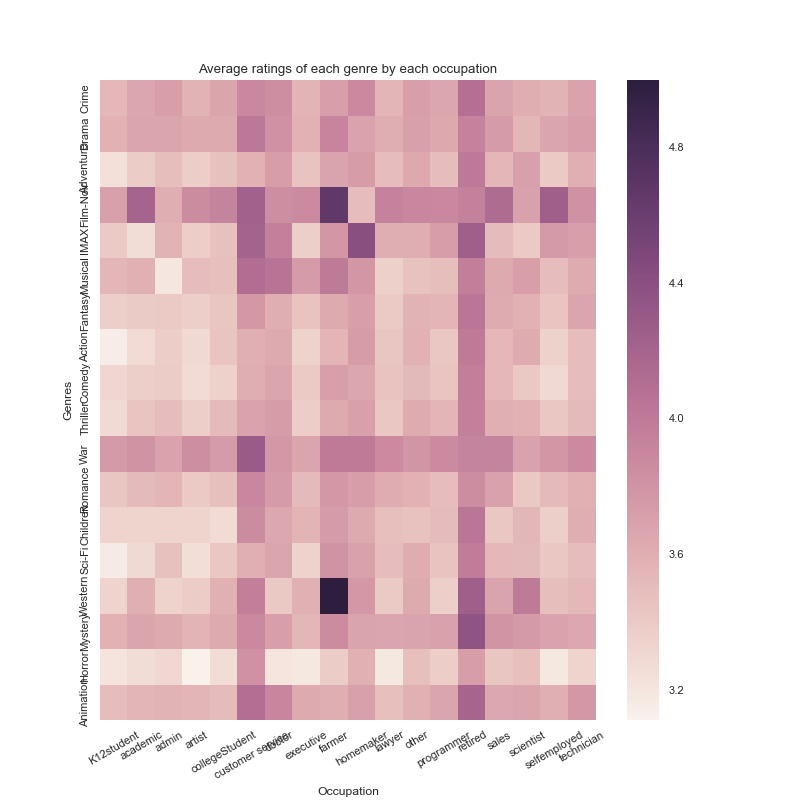 Average ratings of each genre by each occupation
Genres
Crime
Drama
Adventure
Film-Noir
IMAX
Musical
Fantasy
Action
Comedy
Thriller
War
Romance
Children
Sci-Fi
Western
Mystery
Horror
Animation
4.8
4.4
4.0
3.6
3.2
K12student
academic
admin
artist
collegeStudent
customer service
doctor
executive
farmer
homemaker
lawyer
other
programmer
retired
sales
scientist
selfemployed
technician
Occupation